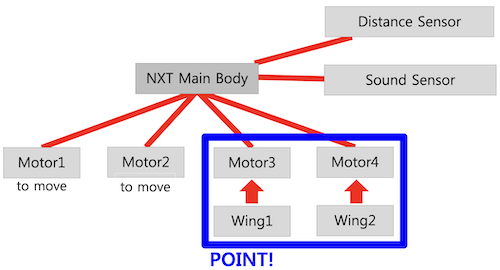 Distance Sensor
NXT Main Body
Sound Sensor
Motor1
Motor2
Motor3
Motor4
to move
to move
Wing1
Wing2
POINT!